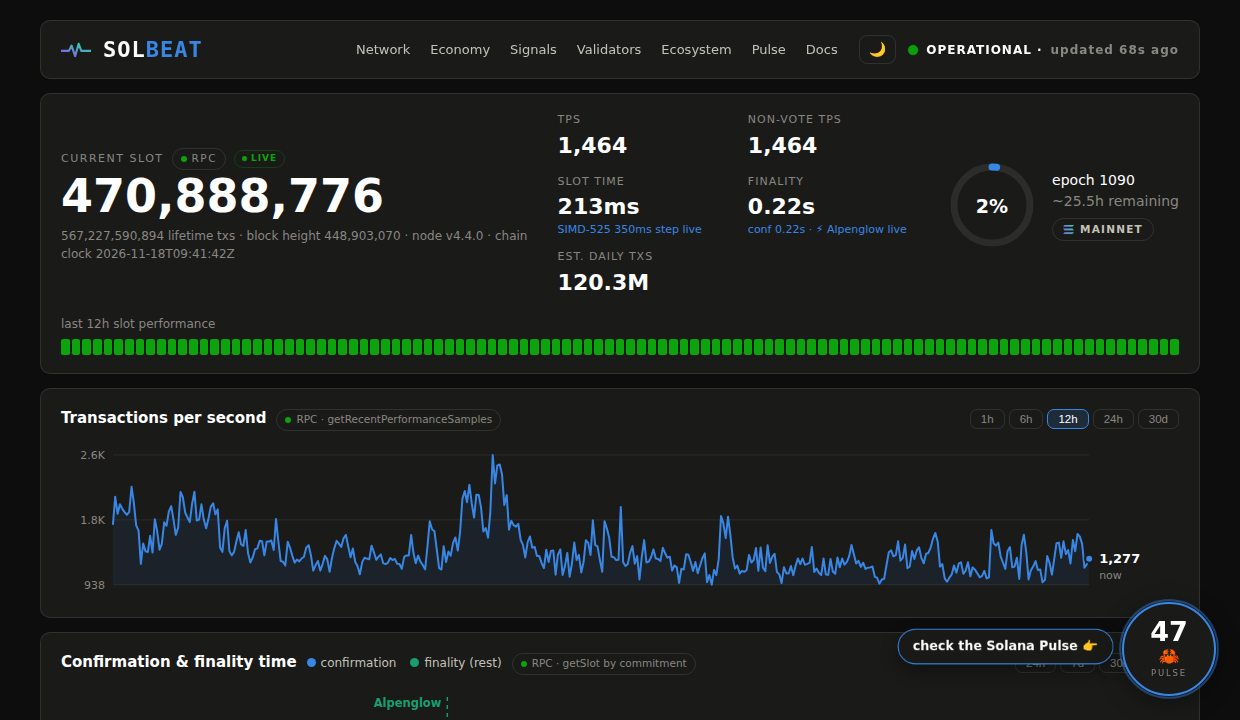 SOLBEAT
Network Economy Signals Validators Ecosystem Pulse Docs
OPERATIONAL · updated 68s ago
CURRENT SLOT RPC LIVE
470,888,776
567,227,590,894 lifetime txs · block height 448,903,070 · node v4.4.0 · chain
clock 2026-11-18T09:41:42Z
TPS
1,464
NON-VOTE TPS
1,464
SLOT TIME
213ms
SIMD-525 350ms step live
FINALITY
0.22s
conf 0.22s · ⚡ Alpenglow live
EST. DAILY TXS
120.3M
2%
epoch 1090
~25.5h remaining
MAINNET
last 12h slot performance
Transactions per second RPC · getRecentPerformanceSamples
1h 6h 12h 24h 30d
2.6K
1.8K
938
1,277
now
Confirmation & finality time confirmation finality (rest) RPC · getSlot by commitment
Alpenglow
check the Solana Pulse 👉
47
PULSE